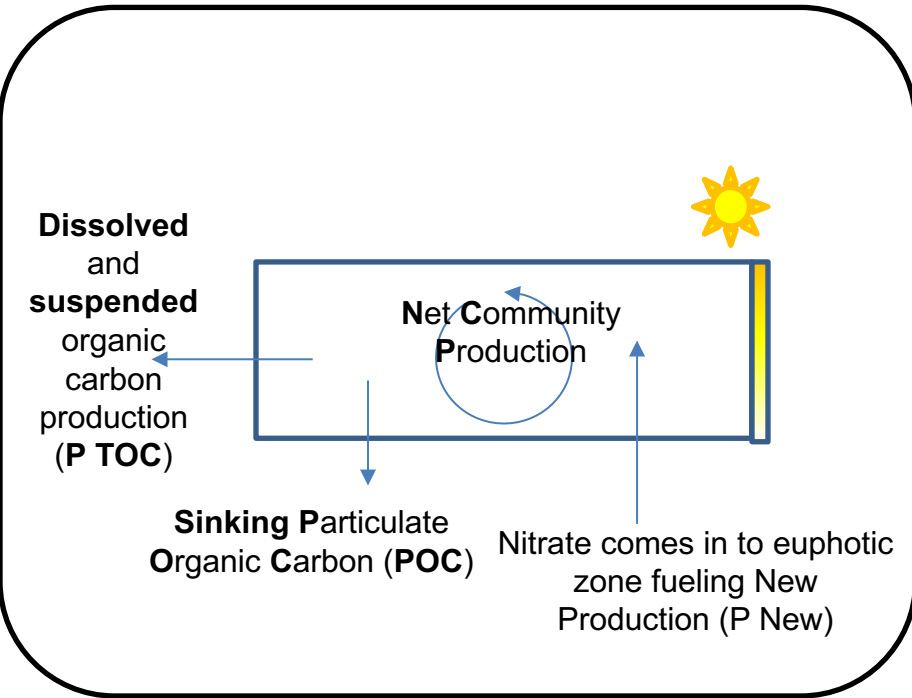 Dissolved
and
suspended
organic
carbon
production
(P TOC)
Net Community
Production
Sinking Particulate
Organic Carbon (POC)
Nitrate comes in to euphotic
zone fueling New
Production (P New)